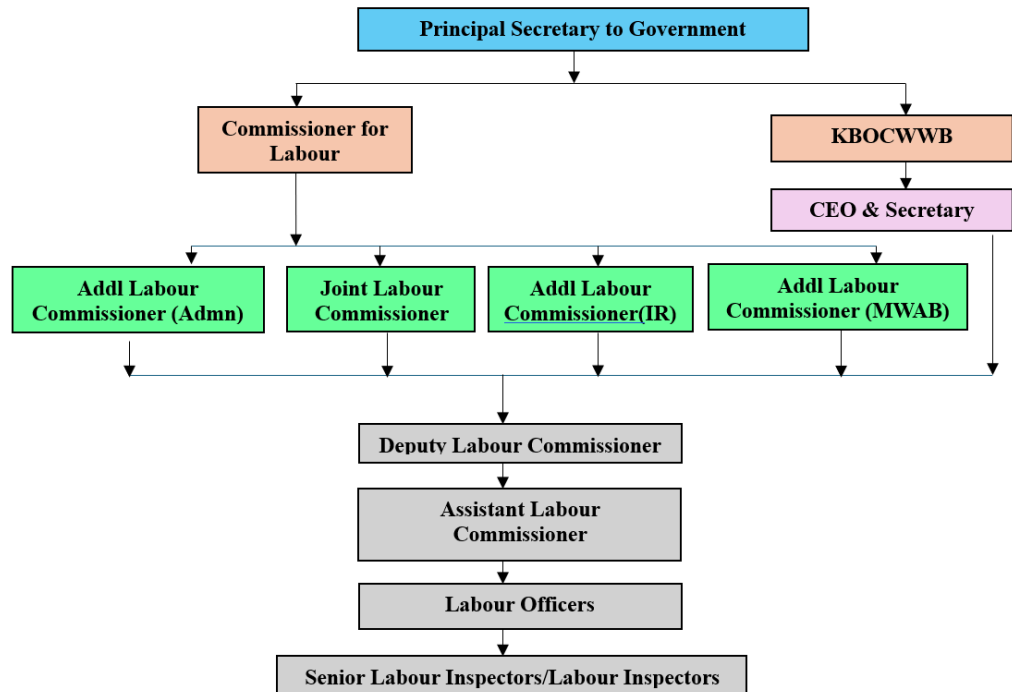 Principal Secretary to Government
Commissioner for
Labour
KBOCWWB
CEO & Secretary
Addl Labour
Commissioner (Admn)
Joint Labour
Commissioner
Addl Labour
Commissioner(IR)
Addl Labour
Commissioner (MWAB)
Deputy Labour Commissioner
Assistant Labour
Commissioner
Labour Officers
Senior Labour Inspectors/Labour Inspectors